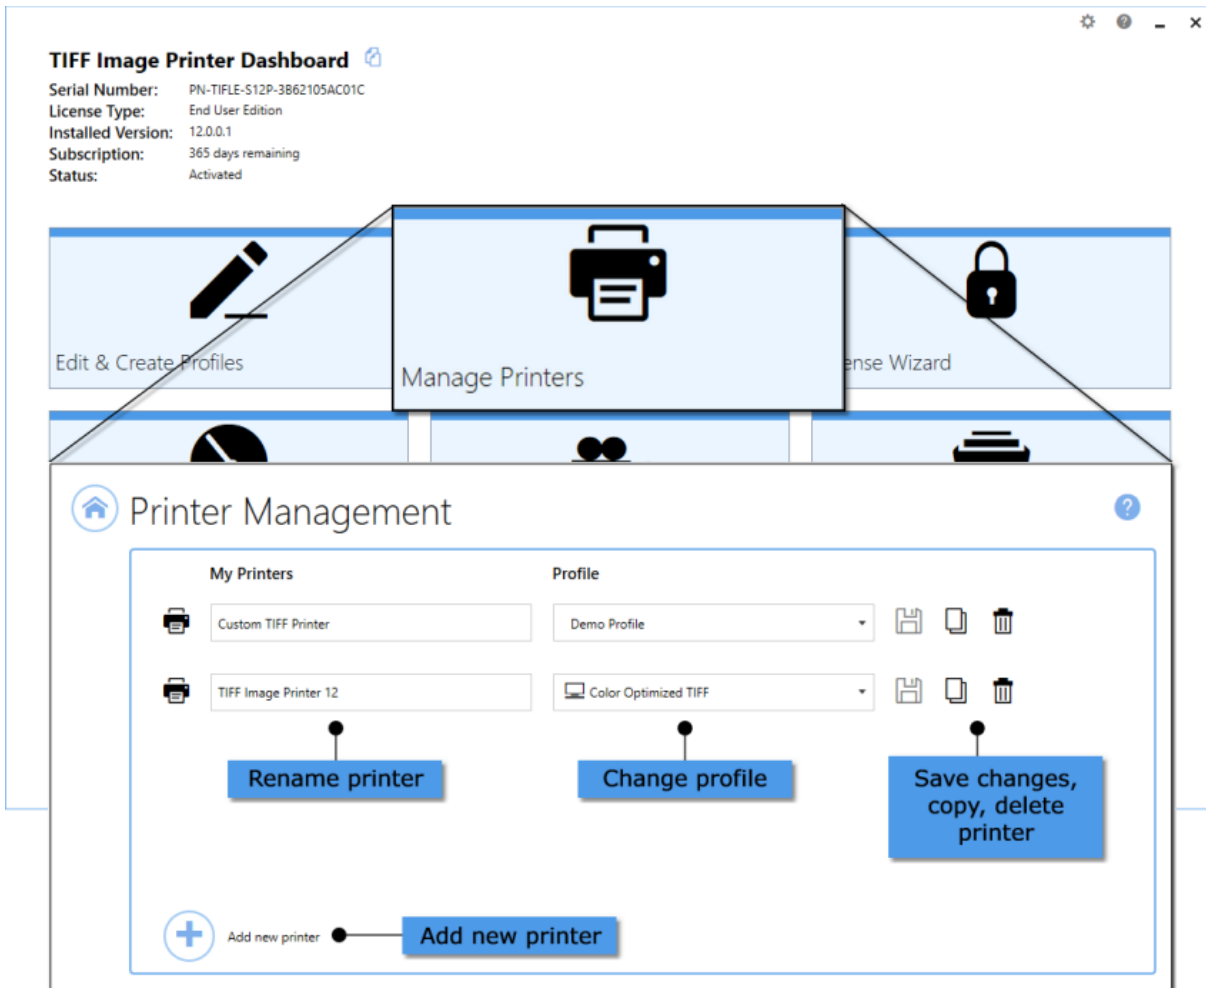 TIFF Image Printer Dashboard
Serial Number: PN-TIFLE-S12P-3B62105AC01C
License Type: End User Edition
Installed Version: 12.0.0.1
Subscription: 365 days remaining
Status: Activated
Edit & Create Profiles
Manage Printers
ense Wizard
Printer Management
My Printers Profile
Custom TIFF Printer Demo Profile
TIFF Image Printer 12 Color Optimized TIFF
Rename printer
Change profile
Save changes,
copy, delete
printer
Add new printer
Add new printer